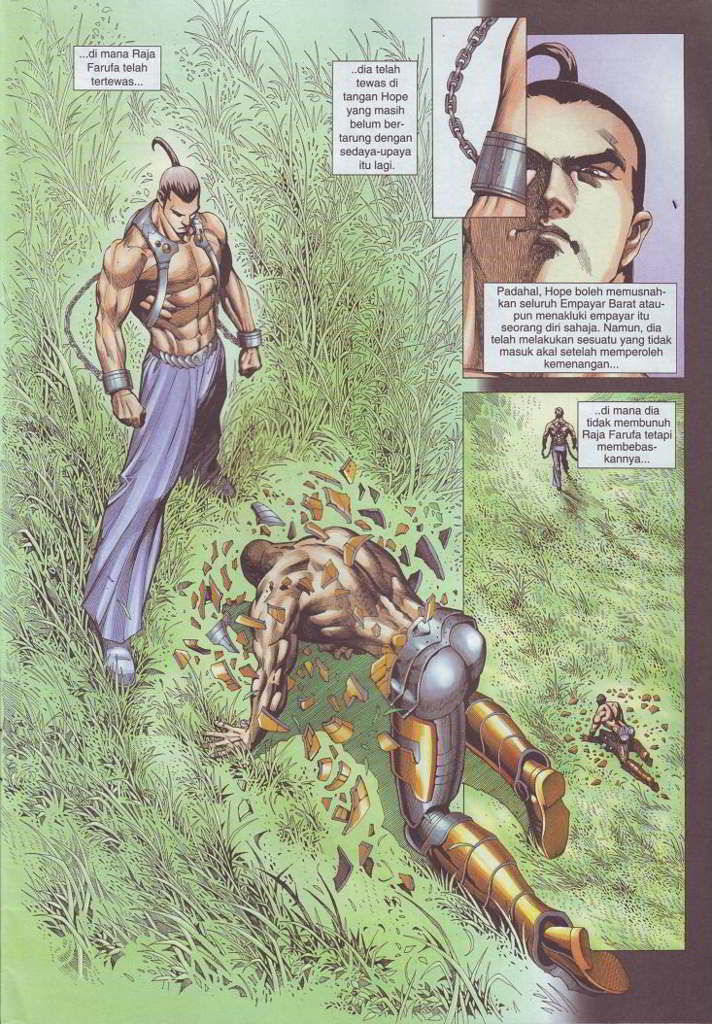 ...di mana Raja
Farufa telah
tertewas...
..dia telah
tewas di
tangan Hope
yang masih
belum ber-
tarung dengan
sedaya-upaya
itu lagi.
Padahal, Hope boleh memusnah-
kan seluruh Empayar Barat atau-
pun menakluki empayar itu
seorang diri sahaja. Namun, dia
telah melakukan sesuatu yang tidak
masuk akal setelah memperoleh
kemenangan...
..di mana dia
tidak membunuh
Raja Farufa tetapi
membebas-
kannya...